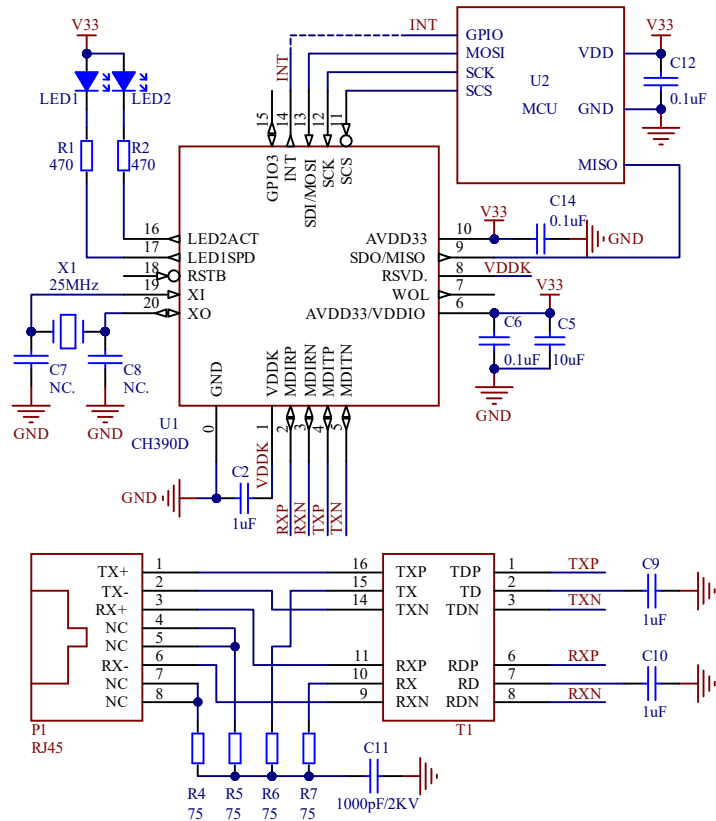 INT
V33
GPIO
MOSI
SCK
SCS
U2
MCU
VDD
GND
MISO
V33
C12
0.1uF
LED1
LED2
R1
470
R2
470
INT
15
14
13
12
11
GPIO3
INT
SDI/MOSI
SCK
SCS
16
17
18
19
20
LED2ACT
LED1SPD
RSTB
XI
XO
AVDD33
SDO/MISO
RSVD.
WOL
AVDD33/VDDIO
10
9
8
7
6
V33
C14
0.1uF
GND
VDDK
V33
C6
0.1uF
C5
10uF
GND
X1
25MHz
C7
NC.
C8
NC.
GND
GND
GND
VDDK
MDIRP
MDIRN
MDITP
MDITN
U1
CH390D
0
1
2
3
4
5
GND
C2
1uF
VDDK
RXP
RXN
TXP
TXN
TX+
TX-
RX+
NC
NC
RX-
NC
NC
1
2
3
4
5
6
7
8
P1
RJ45
16
15
14
11
10
9
TXP
TX
TXN
RXP
RX
RXN
TDP
TD
TDN
RDP
RD
RDN
1
2
3
6
7
8
T1
TXP
TXN
RXP
RXN
C9
1uF
GND
C10
1uF
GND
R4
75
R5
75
R6
75
R7
75
C11
1000pF/2KV
GND